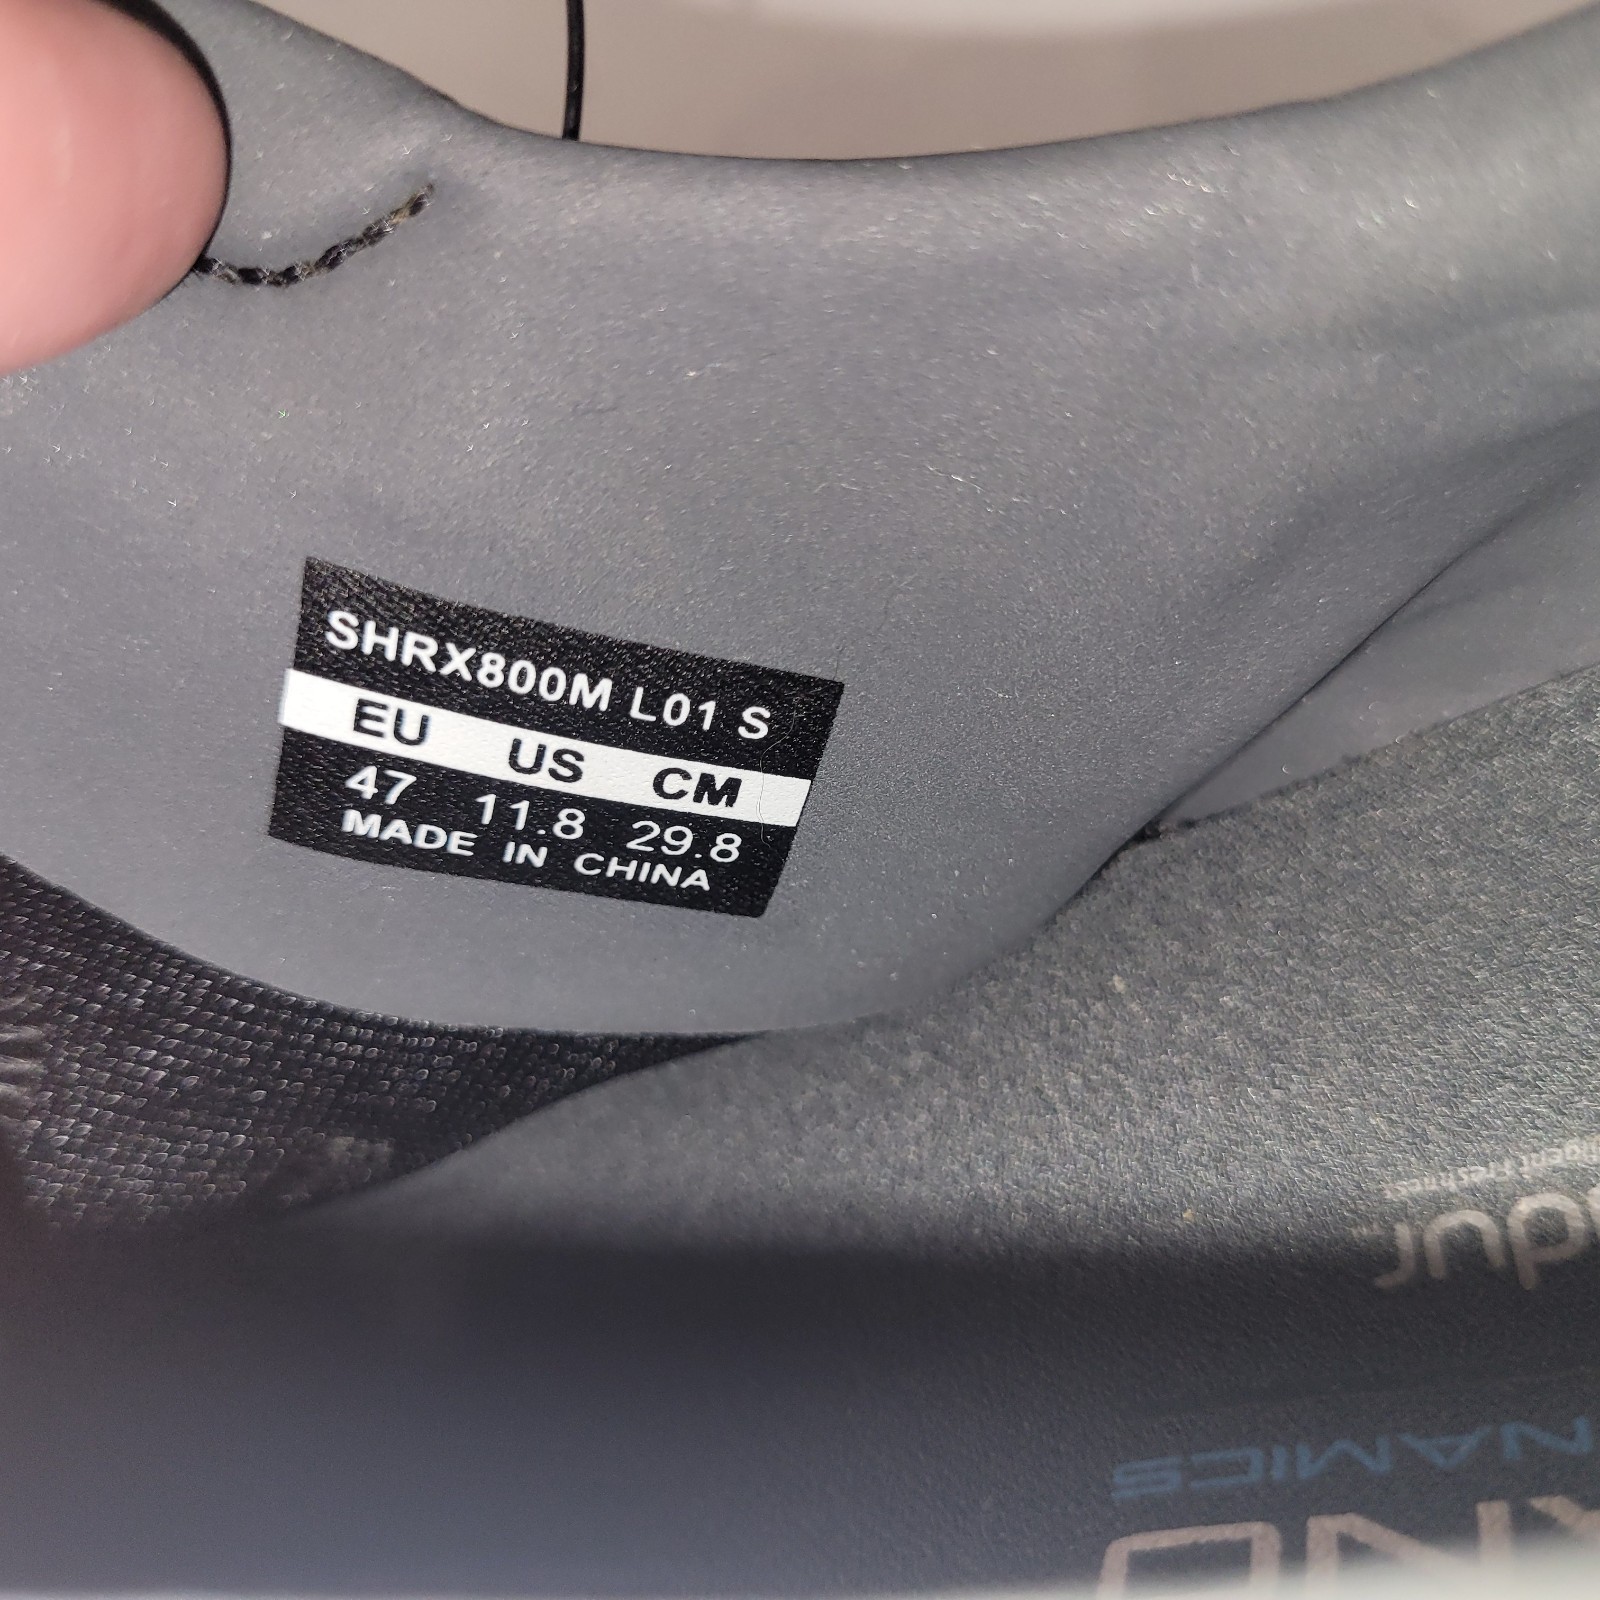 SHRX800M L01 S
EU US CM
47 11.8 29.8
MADE IN CHINA